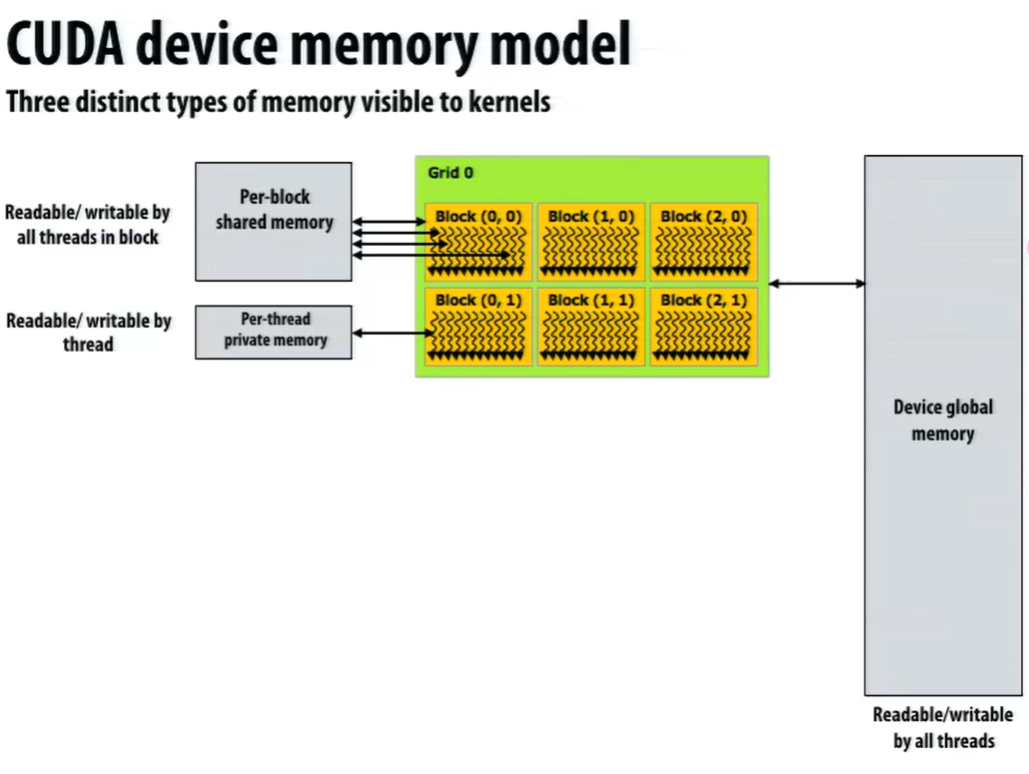 CUDA device memory model
Three distinct types of memory visible to kernels
Readable/ writable by
all threads in block
Per-block
shared memory
Readable/ writable by
thread
Per-thread
private memory
Grid 0
Block (0, 0)
Block (1, 0)
Block (2, 0)
Block (0, 1)
Block (1, 1)
Block (2, 1)
Device global
memory
Readable/writable
by all threads